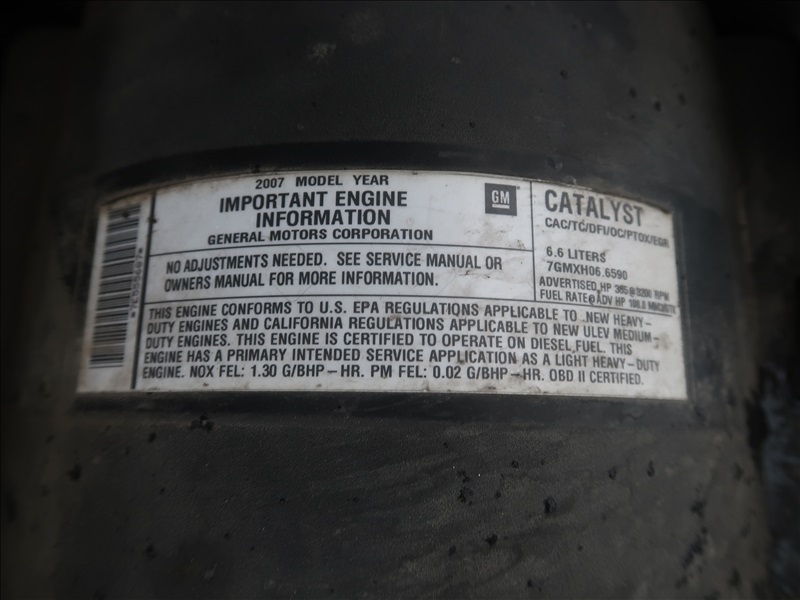 2007 MODEL YEAR
IMPORTANT ENGINE
INFORMATION
GENERAL MOTORS CORPORATION
GM
NO ADJUSTMENTS NEEDED. SEE SERVICE MANUAL OR
OWNERS MANUAL FOR MORE INFORMATION.
CATALYST
CAC/TC/DFI/OC/PTOX/EGR
6.6 LITERS
7GMXH06.6590
ADVERTISED HP 365@3200 RPM
FUEL RATE@ADV HP
THIS ENGINE CONFORMS TO U.S. EPA REGULATIONS APPLICABLE TO NEW HEAVY-
DUTY ENGINES AND CALIFORNIA REGULATIONS APPLICABLE TO NEW ULEV MEDIUM-
DUTY ENGINES. THIS ENGINE IS CERTIFIED TO OPERATE ON DIESEL FUEL. THIS
ENGINE HAS A PRIMARY INTENDED SERVICE APPLICATION AS A LIGHT HEAVY-DUTY
ENGINE. NOX FEL: 1.30 G/BHP-HR. PM FEL: 0.02 G/BHP-HR. OBD II CERTIFIED.